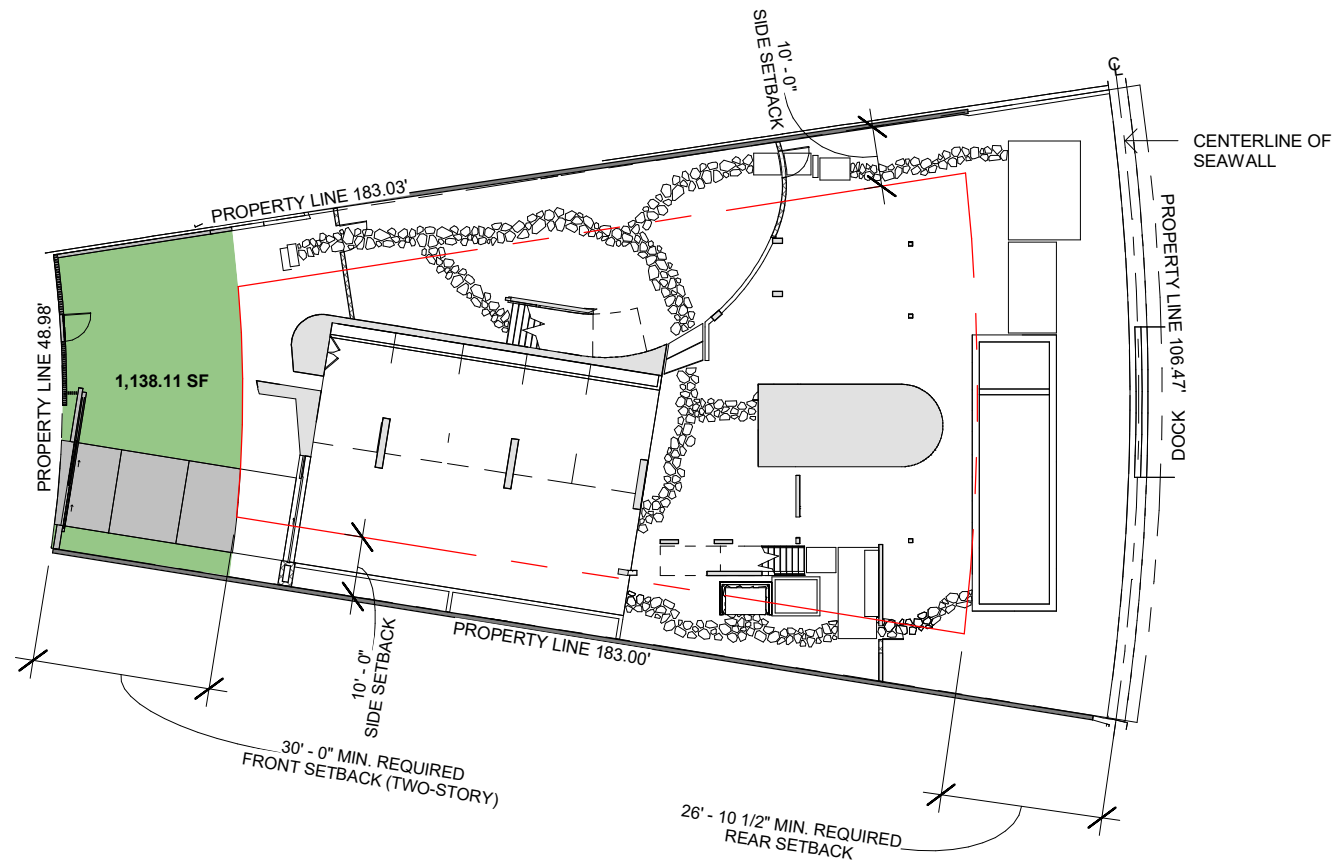 10' - 0"
SIDE SETBACK
℄
CENTERLINE OF
SEAWALL
PROPERTY LINE 183.03'
PROPERTY LINE 106.47'
DOCK
PROPERTY LINE 48.98'
1,138.11 SF
PROPERTY LINE 183.00'
10' - 0"
SIDE SETBACK
30' - 0" MIN. REQUIRED
FRONT SETBACK (TWO-STORY)
26' - 10 1/2" MIN. REQUIRED
REAR SETBACK